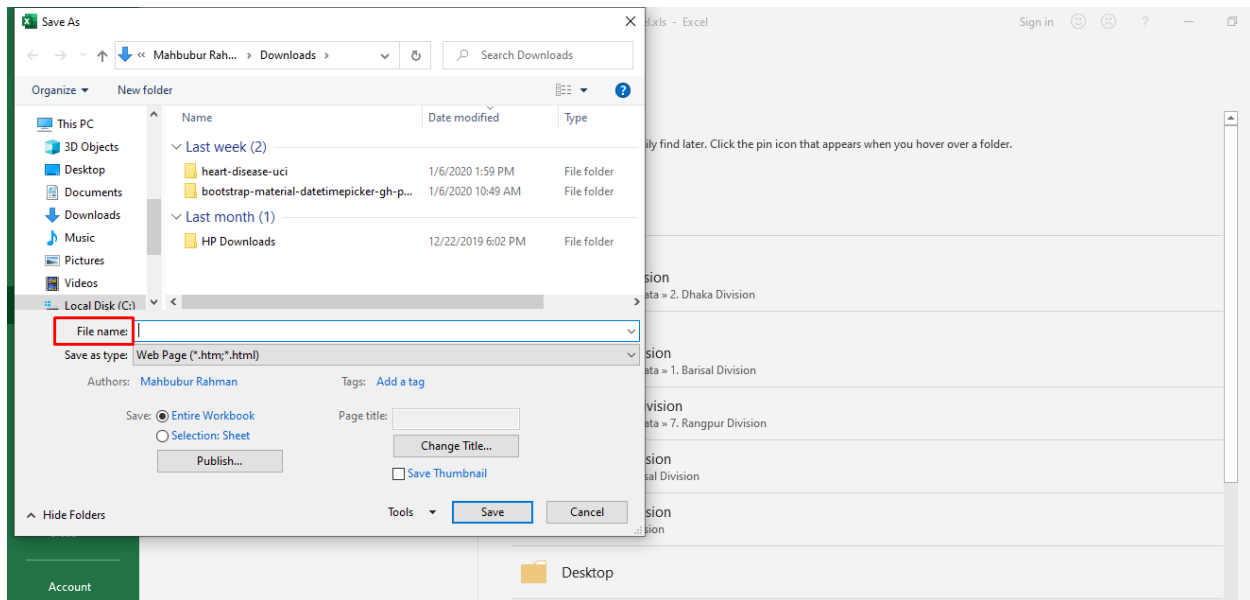 Save As
el.xls - Excel
Sign in
?
« Mahbubur Rah... > Downloads >
Search Downloads
Organize
New folder
?
This PC
3D Objects
Desktop
Documents
Downloads
Music
Pictures
Videos
Local Disk (C:)
Name
Date modified
Type
Last week (2)
heart-disease-uci
1/6/2020 1:59 PM
File folder
bootstrap-material-datetimepicker-gh-p...
1/6/2020 10:49 AM
File folder
Last month (1)
HP Downloads
12/22/2019 6:02 PM
File folder
File name:
Save as type: Web Page (*.htm;*.html)
Authors: Mahbubur Rahman
Tags: Add a tag
Save: Entire Workbook
Selection: Sheet
Publish...
Page title:
Change Title...
Save Thumbnail
Hide Folders
Tools
Save
Cancel
ily find later. Click the pin icon that appears when you hover over a folder.
sion
ata » 2. Dhaka Division
sion
ata » 1. Barisal Division
vision
ata » 7. Rangpur Division
sion
sal Division
sion
sion
Desktop
Account